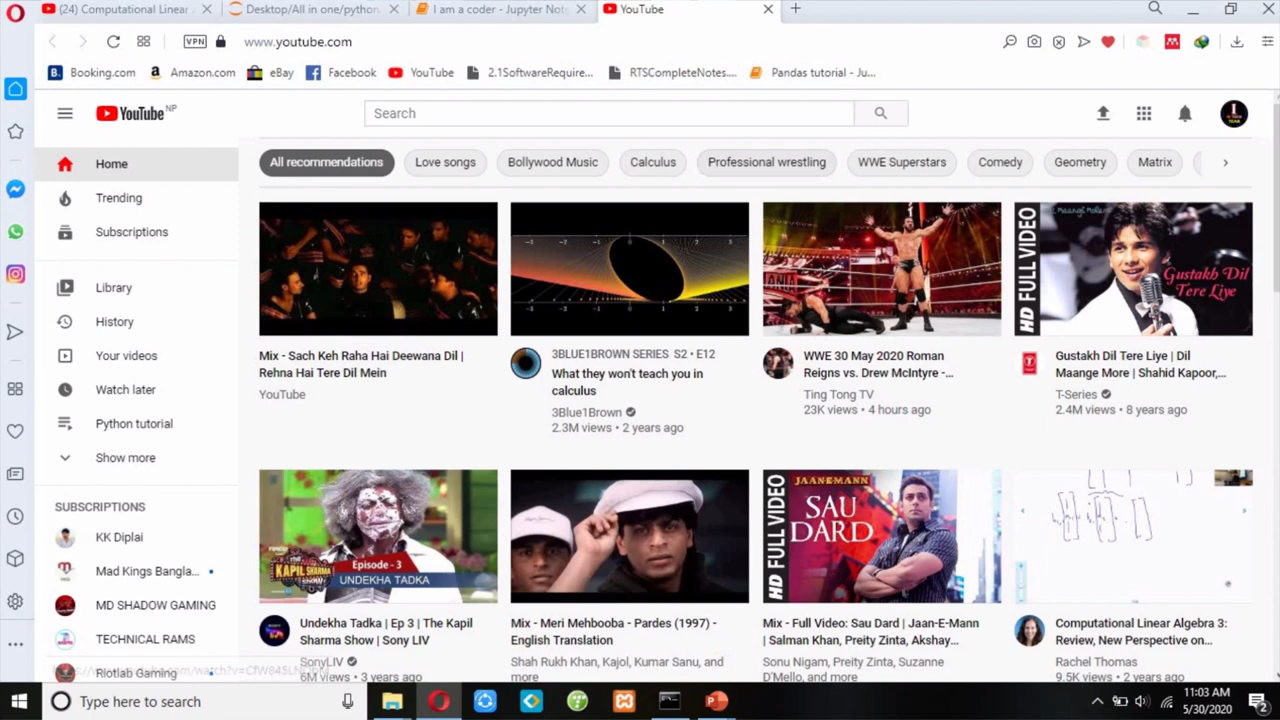 (24) Computational Linear
Desktop/All in one/python
I am a coder - Jupyter Not
YouTube
VPN
www.youtube.com
Booking.com
Amazon.com
eBay
Facebook
YouTube
2.1SoftwareRequire...
RTSCompleteNotes....
Pandas tutorial - Ju...
YouTube NP
Search
Home
Trending
Subscriptions
Library
History
Your videos
Watch later
Python tutorial
Show more
SUBSCRIPTIONS
KK Diplai
Mad Kings Bangla...
MD SHADOW GAMING
TECHNICAL RAMS
Riotlab Gaming
All recommendations
Love songs
Bollywood Music
Calculus
Professional wrestling
WWE Superstars
Comedy
Geometry
Matrix
Mix - Sach Keh Raha Hai Deewana Dil |
Rehna Hai Tere Dil Mein
YouTube
3BLUE1BROWN SERIES S2 • E12
What they won't teach you in
calculus
3Blue1Brown
2.3M views • 2 years ago
WWE 30 May 2020 Roman
Reigns vs. Drew McIntyre -...
Ting Tong TV
23K views • 4 hours ago
HD FULL VIDEO
Gustakh Dil
Tere Liye
Gustakh Dil Tere Liye | Dil
Maange More | Shahid Kapoor,...
T-Series
2.4M views • 8 years ago
THE KAPIL SHARMA SHOW
Episode - 3
UNDEKHA TADKA
Undekha Tadka | Ep 3 | The Kapil
Sharma Show | Sony LIV
SonyLIV
6M views • 3 years ago
Mix - Meri Mehbooba - Pardes (1997) -
English Translation
Shah Rukh Khan, Kajol, Kumar Sanu, and
more
HD FULL VIDEO
JAANEMANN
SAU
DARD
Mix - Full Video: Sau Dard | Jaan-E-Mann
| Salman Khan, Preity Zinta, Akshay...
Sonu Nigam, Preity Zinta, Suzanne
D'Mello, and more
Computational Linear Algebra 3:
Review, New Perspective on...
Rachel Thomas
9.5K views • 2 years ago
Type here to search
11:03 AM
5/30/2020
2